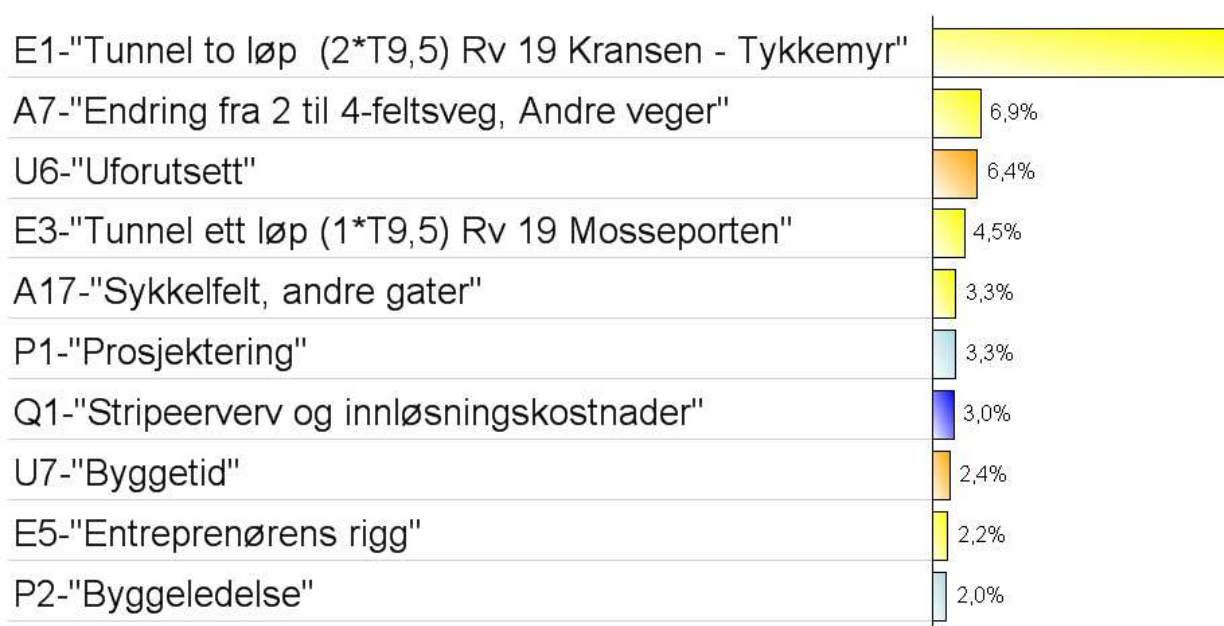 E1-"Tunnel to løp (2*T9,5) Rv 19 Kransen - Tykkemyr"
A7-"Endring fra 2 til 4-feltsveg, Andre veger" 6,9%
U6-"Uforutsett" 6,4%
E3-"Tunnel ett løp (1*T9,5) Rv 19 Mosseporten" 4,5%
A17-"Sykkelfelt, andre gater" 3,3%
P1-"Prosjektering" 3,3%
Q1-"Stripeerverv og innløsningskostnader" 3,0%
U7-"Byggetid" 2,4%
E5-"Entreprenørens rigg" 2,2%
P2-"Byggeledelse" 2,0%